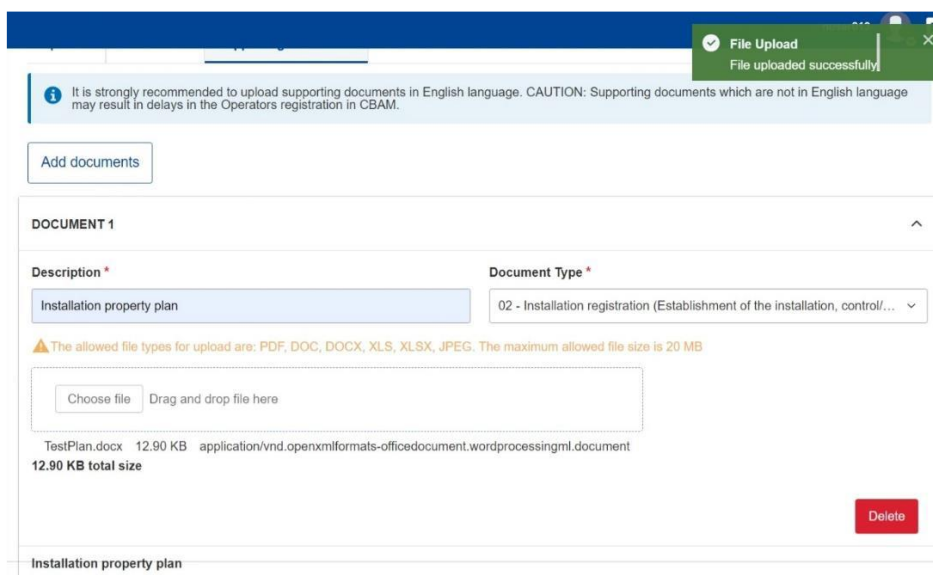 File Upload
File uploaded successfully
It is strongly recommended to upload supporting documents in English language. CAUTION: Supporting documents which are not in English language
may result in delays in the Operators registration in CBAM.
Add documents
DOCUMENT 1
Description *
Document Type *
Installation property plan
02 - Installation registration (Establishment of the installation, control/...
The allowed file types for upload are: PDF, DOC, DOCX, XLS, XLSX, JPEG. The maximum allowed file size is 20 MB
Choose file Drag and drop file here
TestPlan.docx 12.90 KB application/vnd.openxmlformats-officedocument.wordprocessingml.document
12.90 KB total size
Delete
Installation property plan